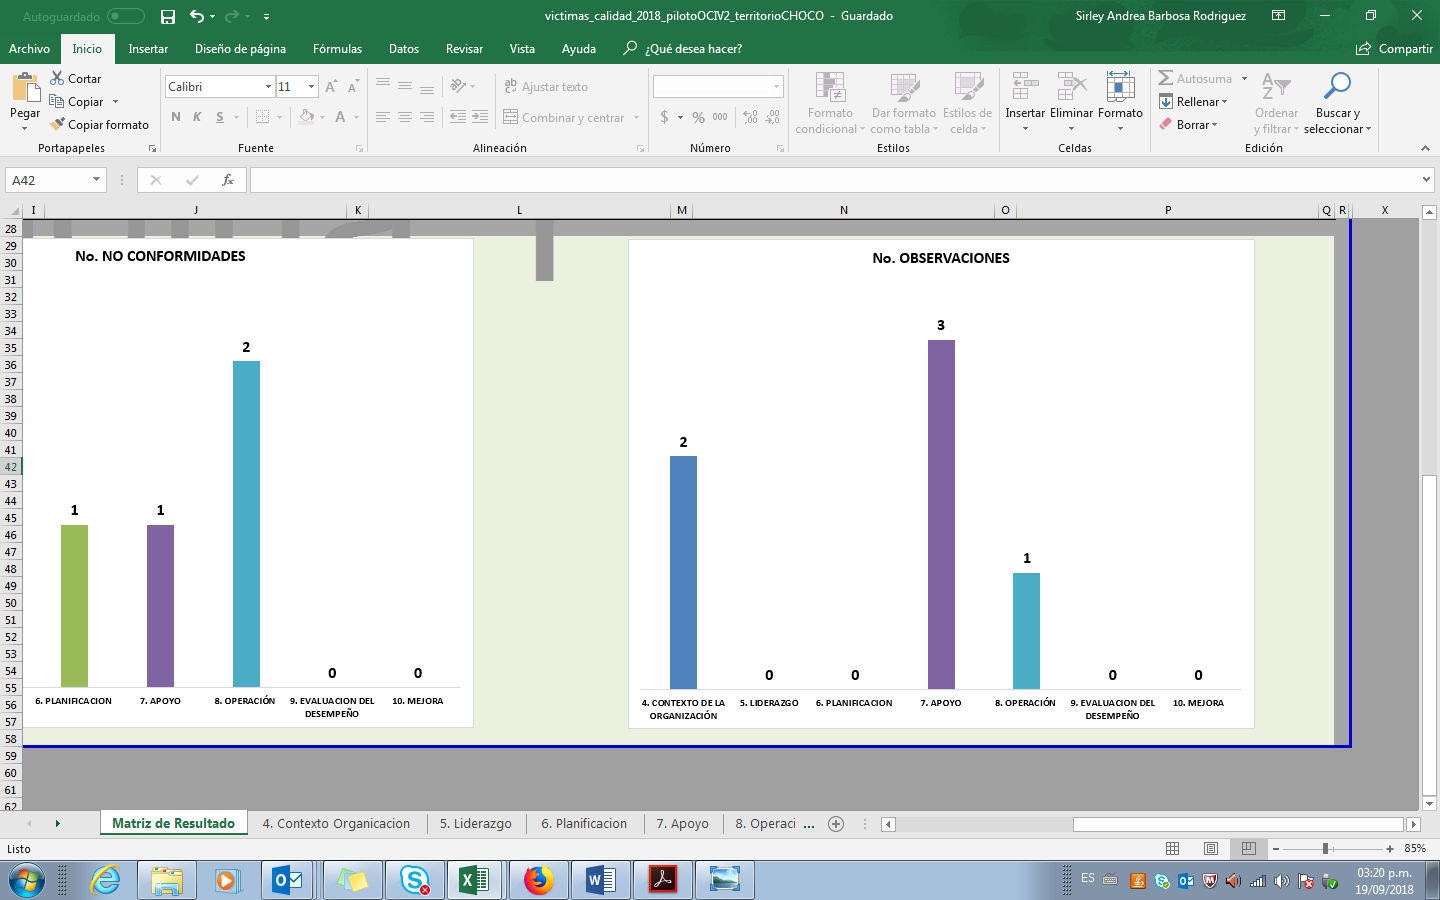 Autoguardado
victimas_calidad_2018_pilotoOCIV2_territorioCHOCO - Guardado
Sirley Andrea Barbosa Rodriguez
Archivo Inicio Insertar Diseño de página Fórmulas Datos Revisar Vista Ayuda ¿Qué desea hacer? Compartir
Pegar
Cortar
Copiar
Copiar formato
Portapapeles
Calibri 11
N K S
Fuente
Ajustar texto
Combinar y centrar
Alineación
$ % 000
Número
Formato condicional
Dar formato como tabla
Estilos de celda
Estilos
Insertar Eliminar Formato
Celdas
Autosuma
Rellenar
Borrar
Ordenar y filtrar
Buscar y seleccionar
Edición
A42
fx
I J K L M N O P Q R X
28
29
30
31
32
33
34
35
36
37
38
39
40
41
42
43
44
45
46
47
48
49
50
51
52
53
54
55
56
57
58
59
60
61
62
No. NO CONFORMIDADES
1 1 2 0 0
6. PLANIFICACION 7. APOYO 8. OPERACIÓN 9. EVALUACION DEL DESEMPEÑO 10. MEJORA
No. OBSERVACIONES
2 0 0 3 1 0 0
4. CONTEXTO DE LA ORGANIZACIÓN 5. LIDERAZGO 6. PLANIFICACION 7. APOYO 8. OPERACIÓN 9. EVALUACION DEL DESEMPEÑO 10. MEJORA
Matriz de Resultado 4. Contexto Organicacion 5. Liderazgo 6. Planificacion 7. Apoyo 8. Operaci ...
Listo
85%
ES
03:20 p.m.
19/09/2018